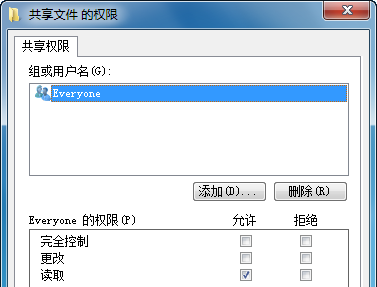 共享文件 的权限
共享权限
组或用户名(G):
Everyone
添加(D)... 删除(R)
Everyone 的权限(P) 允许 拒绝
完全控制
更改
读取